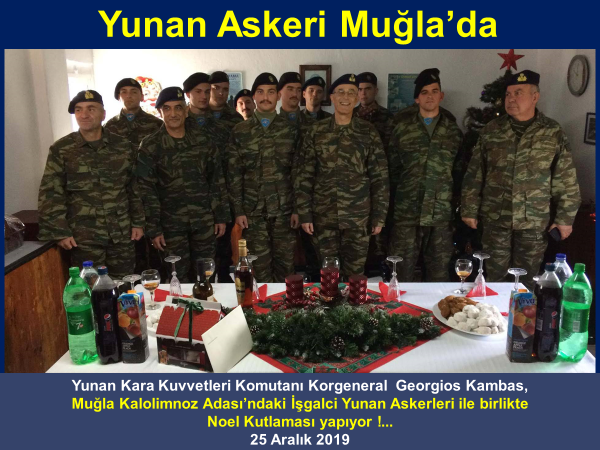 Yunan Askeri Muğla’da
Yunan Kara Kuvvetleri Komutanı Korgeneral Georgios Kambas,
Muğla Kalolimnoz Adası’ndaki İşgalci Yunan Askerleri ile birlikte
Noel Kutlaması yapıyor !...
25 Aralık 2019